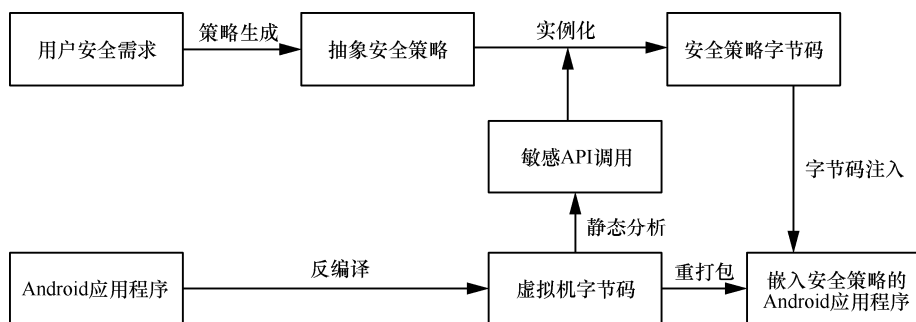 用户安全需求
策略生成
抽象安全策略
实例化
安全策略字节码
敏感API调用
字节码注入
静态分析
Android应用程序
反编译
虚拟机字节码
重打包
嵌入安全策略的
Android应用程序